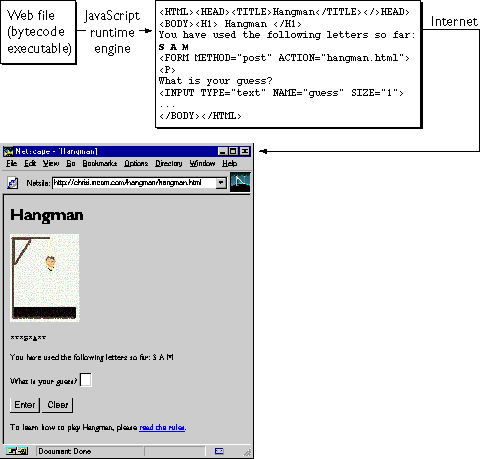 Web file
(bytecode
executable)
JavaScript
runtime
engine
<HTML><HEAD><TITLE>Hangman</TITLE></>HEAD>
<BODY><H1> Hangman </H1>
You have used the following letters so far:
S A M
<FORM METHOD="post" ACTION="hangman.html">
<P>
What is your guess?
<INPUT TYPE="text" NAME="guess" SIZE="1">
...
</BODY></HTML>
Internet
Netscape - [Hangman]
File Edit View Go Bookmarks Options Directory Window Help
Netsite: http://chrisi.mcom.com/hangman/hangman.html
N
Hangman
You have used the following letters so far: S A M
What is your guess?
Enter Clear
To learn how to play Hangman, please read the rules.
Document: Done